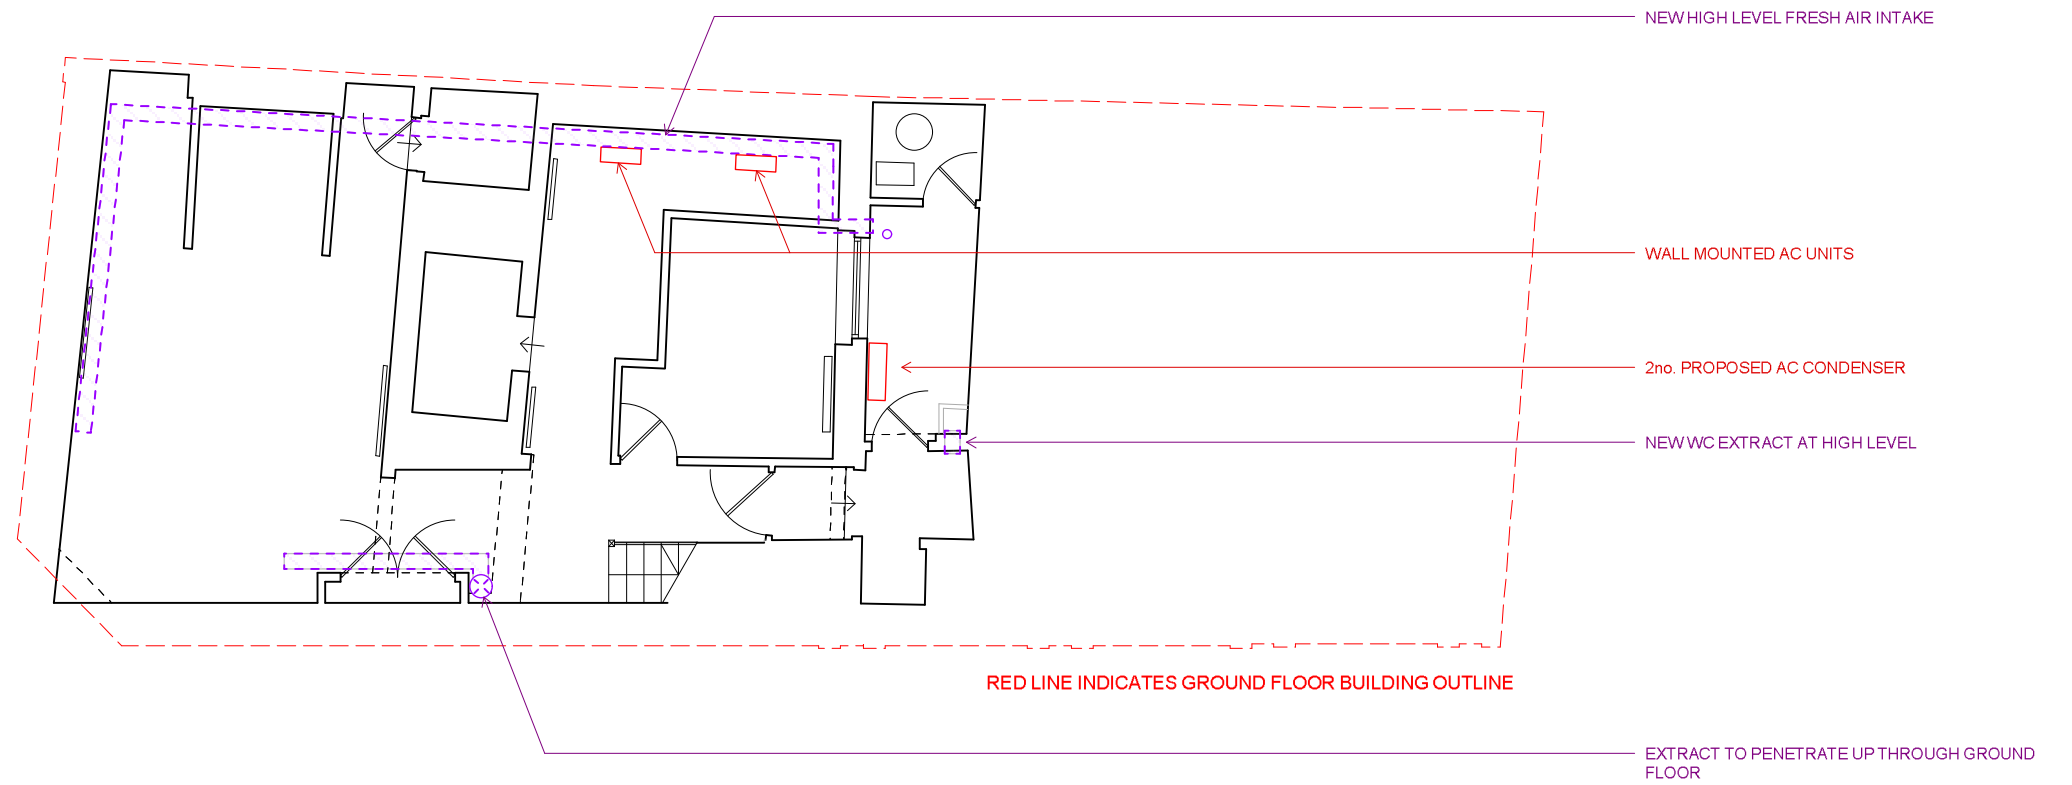 NEW HIGH LEVEL FRESH AIR INTAKE
WALL MOUNTED AC UNITS
2no. PROPOSED AC CONDENSER
NEW WC EXTRACT AT HIGH LEVEL
RED LINE INDICATES GROUND FLOOR BUILDING OUTLINE
EXTRACT TO PENETRATE UP THROUGH GROUND
FLOOR